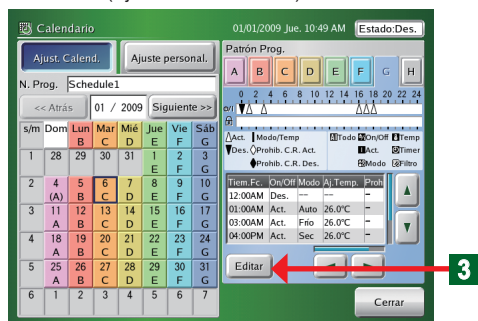 Calendario
01/01/2009 Jue. 10:49 AM
Estado:Des.
Ajust. Calend.
Ajuste personal.
N. Prog.
Schedule1
<< Atrás
01 / 2009
Siguiente >>
s/m Dom Lun Mar Mié Jue Vie Sáb
B C D E F G
1 28 29 30 31 1 2 3
E F G
2 4 5 6 7 8 9 10
(A) B C D E F G
3 11 12 13 14 15 16 17
A B C D E F G
4 18 19 20 21 22 23 24
A B C D E F G
5 25 26 27 28 29 30 31
A B C D E F G
6 1 2 3 4 5 6 7
Patrón Prog.
A B C D E F G H
0 2 4 6 8 10 12 14 16 18 20 22 24
Act. Modo/Temp
Todo On/Off Temp
Des. Prohib. C.R. Act.
Act. Timer
Prohib. C.R. Des.
Modo Filtro
Tiem.Fc. On/Off Modo Aj.Temp. Proh
12:00AM Des. -- -- -
01:00AM Act. Auto 26.0°C -
03:00AM Act. Frío 26.0°C -
04:00PM Act. Sec 26.0°C -
Editar
3
Cerrar